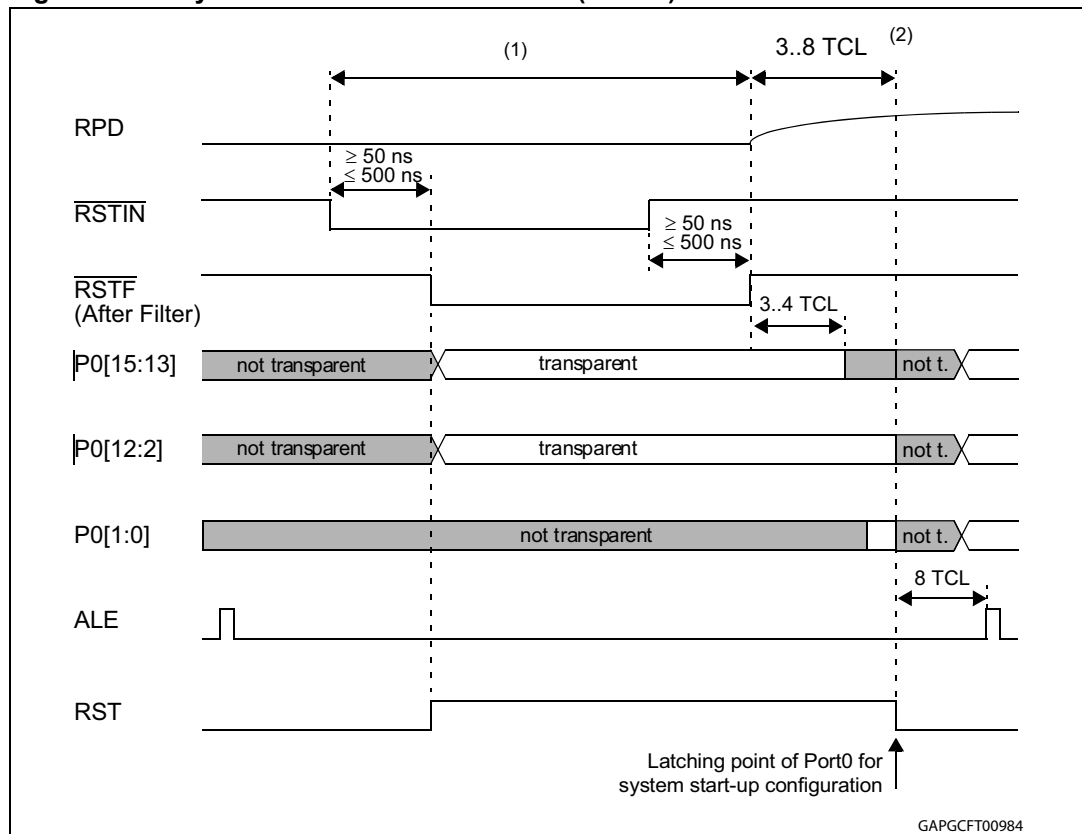 (1)
3..8 TCL (2)
RPD
≥ 50 ns
≤ 500 ns
RSTIN
≥ 50 ns
≤ 500 ns
RSTF
(After Filter)
3..4 TCL
P0[15:13] not transparent transparent not t.
P0[12:2] not transparent transparent not t.
P0[1:0] not transparent not t.
8 TCL
ALE
RST
Latching point of Port0 for
system start-up configuration
GAPGCFT00984